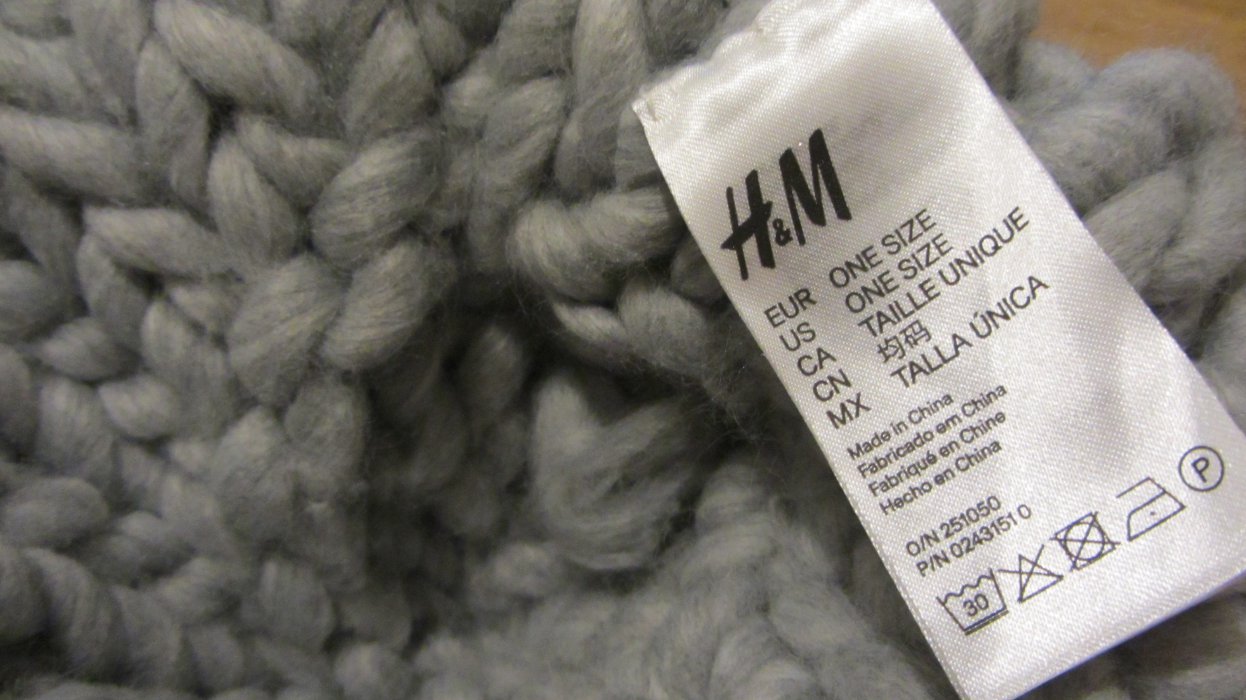 H&M
EUR ONE SIZE
US ONE SIZE
CA TAILLE UNIQUE
CN 均码
MX TALLA ÚNICA
Made in China
Fabricado em China
Fabriqué en Chine
Hecho en China
O/N 251050
P/N 0243151 0
30
P